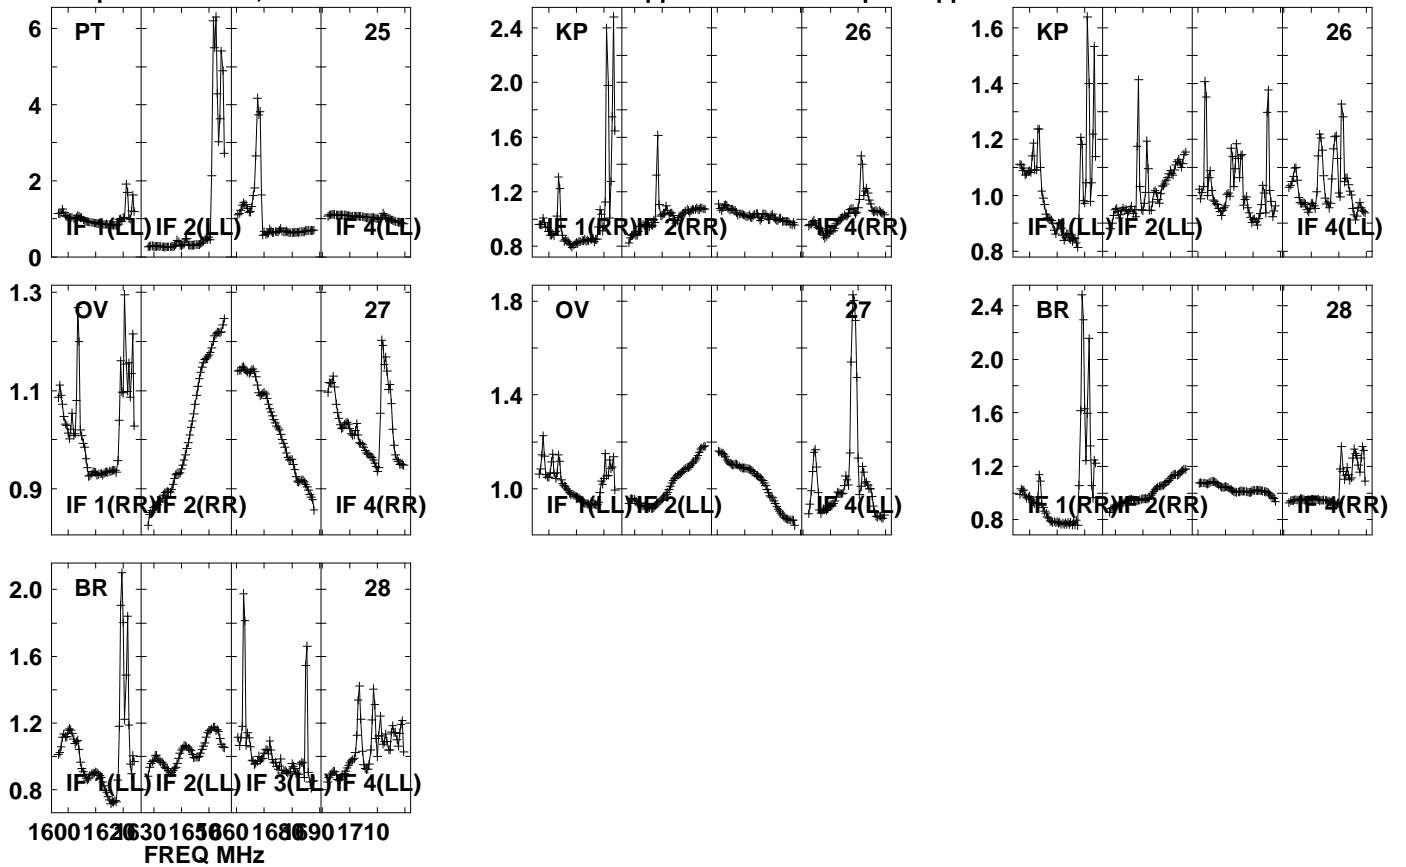 PT 25
6
4
2
0
IF 1(LL) IF 2(LL) IF 4(LL)
KP 26
2.4
2.0
1.6
1.2
0.8
IF 1(RR) IF 2(RR) IF 4(RR)
KP 26
1.6
1.4
1.2
1.0
0.8
IF 1(LL) IF 2(LL) IF 4(LL)
OV 27
1.3
1.1
0.9
IF 1(RR) IF 2(RR) IF 4(RR)
OV 27
1.8
1.4
1.0
IF 1(LL) IF 2(LL) IF 4(LL)
BR 28
2.4
2.0
1.6
1.2
0.8
IF 1(RR) IF 2(RR) IF 4(RR)
BR 28
2.0
1.6
1.2
0.8
IF 1(LL) IF 2(LL) IF 3(LL) IF 4(LL)
1600 1620 1630 1650 1660 1680 1690 1710
FREQ MHz